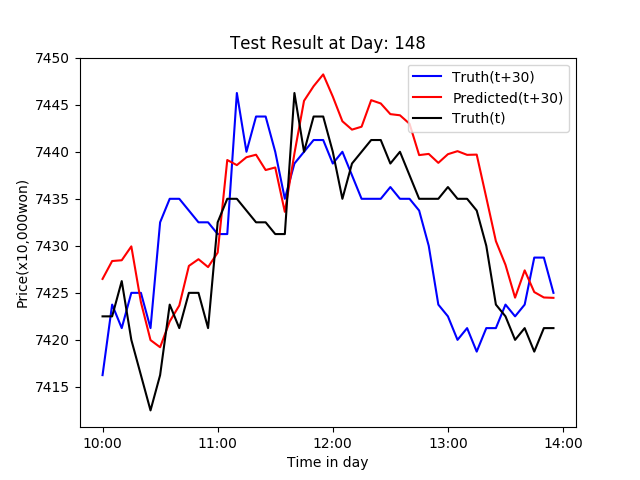 Test Result at Day: 148
Truth(t+30)
Predicted(t+30)
Truth(t)
Price(x10,000won)
7450
7445
7440
7435
7430
7425
7420
7415
10:00 11:00 12:00 13:00 14:00
Time in day